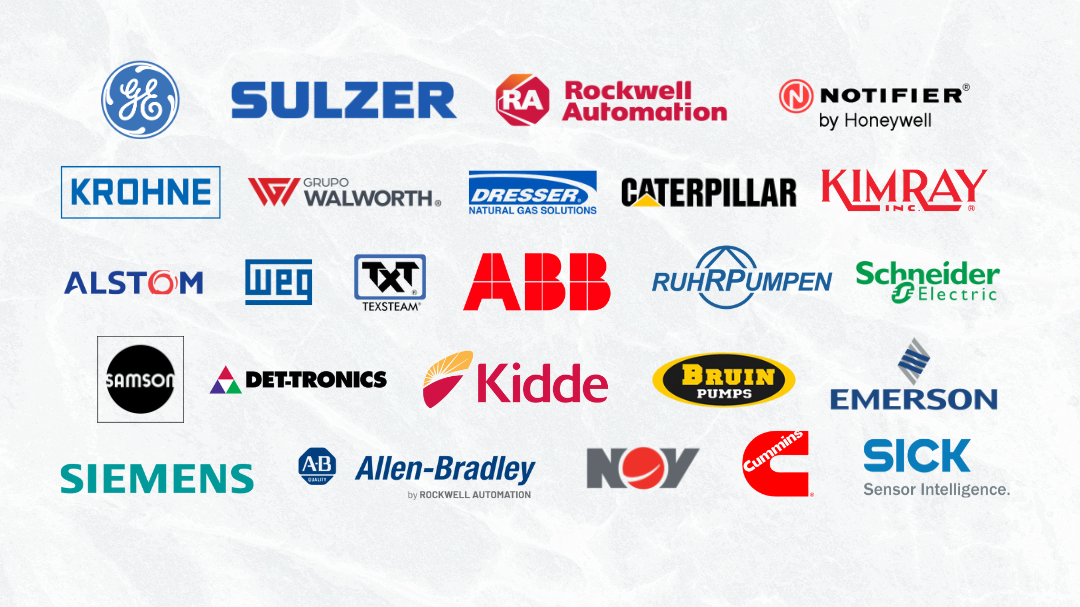 GE
SULZER
RA
Rockwell
Automation
N
NOTIFIER®
by Honeywell
KROHNE
GRUPO
WALWORTH®
DRESSER®
NATURAL GAS SOLUTIONS
CATERPILLAR
KIMRAY
INC. ®
ALSTOM
WEG
TXT®
TEXSTEAM®
ABB
RUHRPUMPEN
Schneider
Electric
SAMSON
DET-TRONICS
Kidde
BRUIN
PUMPS
EMERSON
SIEMENS
A-B
QUALITY
Allen-Bradley
by ROCKWELL AUTOMATION
NOV
Cummins
®
SICK
Sensor Intelligence.